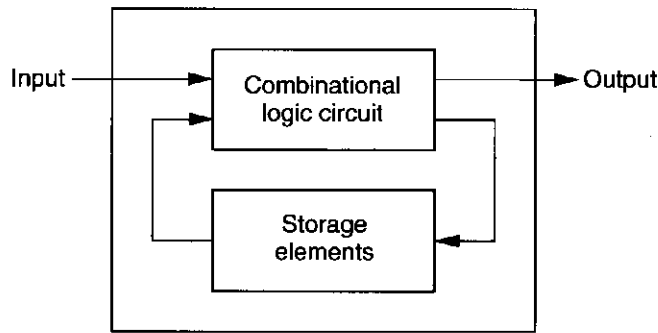 Input
Combinational
logic circuit
Output
Storage
elements